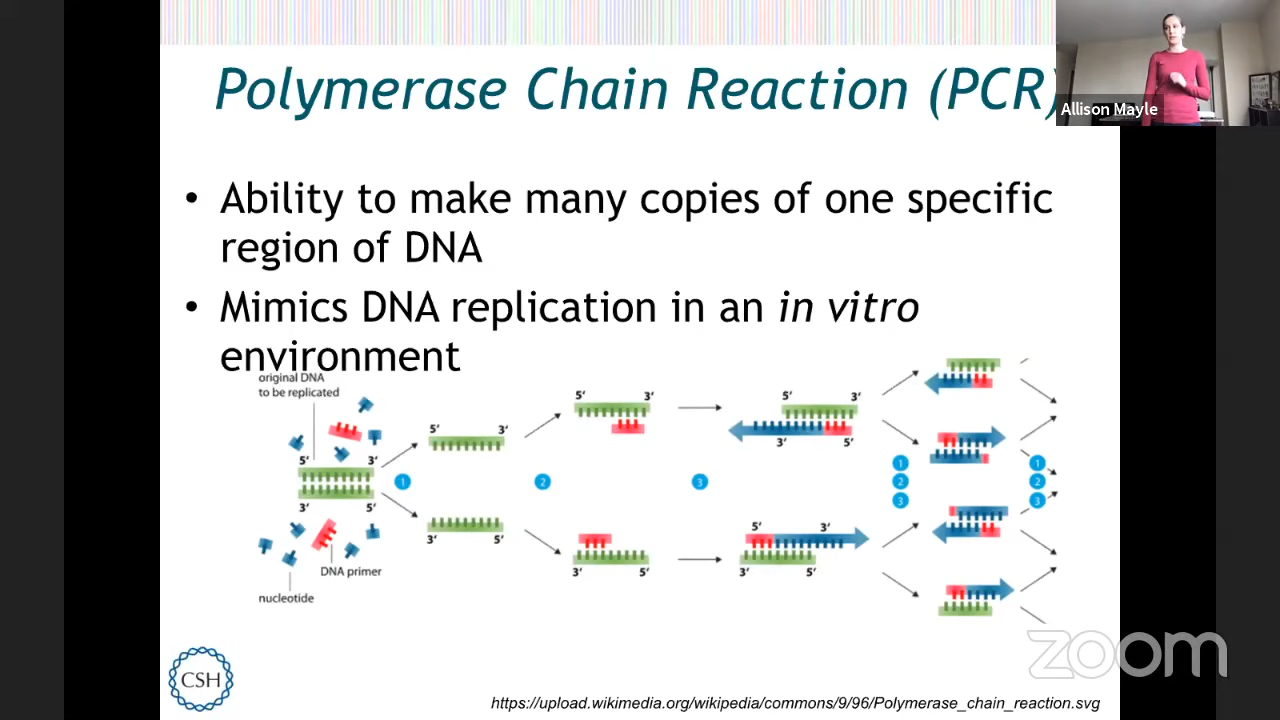 Polymerase Chain Reaction (PCR)
Allison Mayle
• Ability to make many copies of one specific
region of DNA
• Mimics DNA replication in an in vitro
environment
original DNA
to be replicated
5′ 3′
3′ 5′
DNA primer
nucleotide
1
5′ 3′
3′ 5′
2
5′ 3′
3′ 5′
3
5′ 3′
3′ 5′
5′ 3′
3′ 5′
1
2
3
1
2
3
zoom
CSH
https://upload.wikimedia.org/wikipedia/commons/9/96/Polymerase_chain_reaction.svg